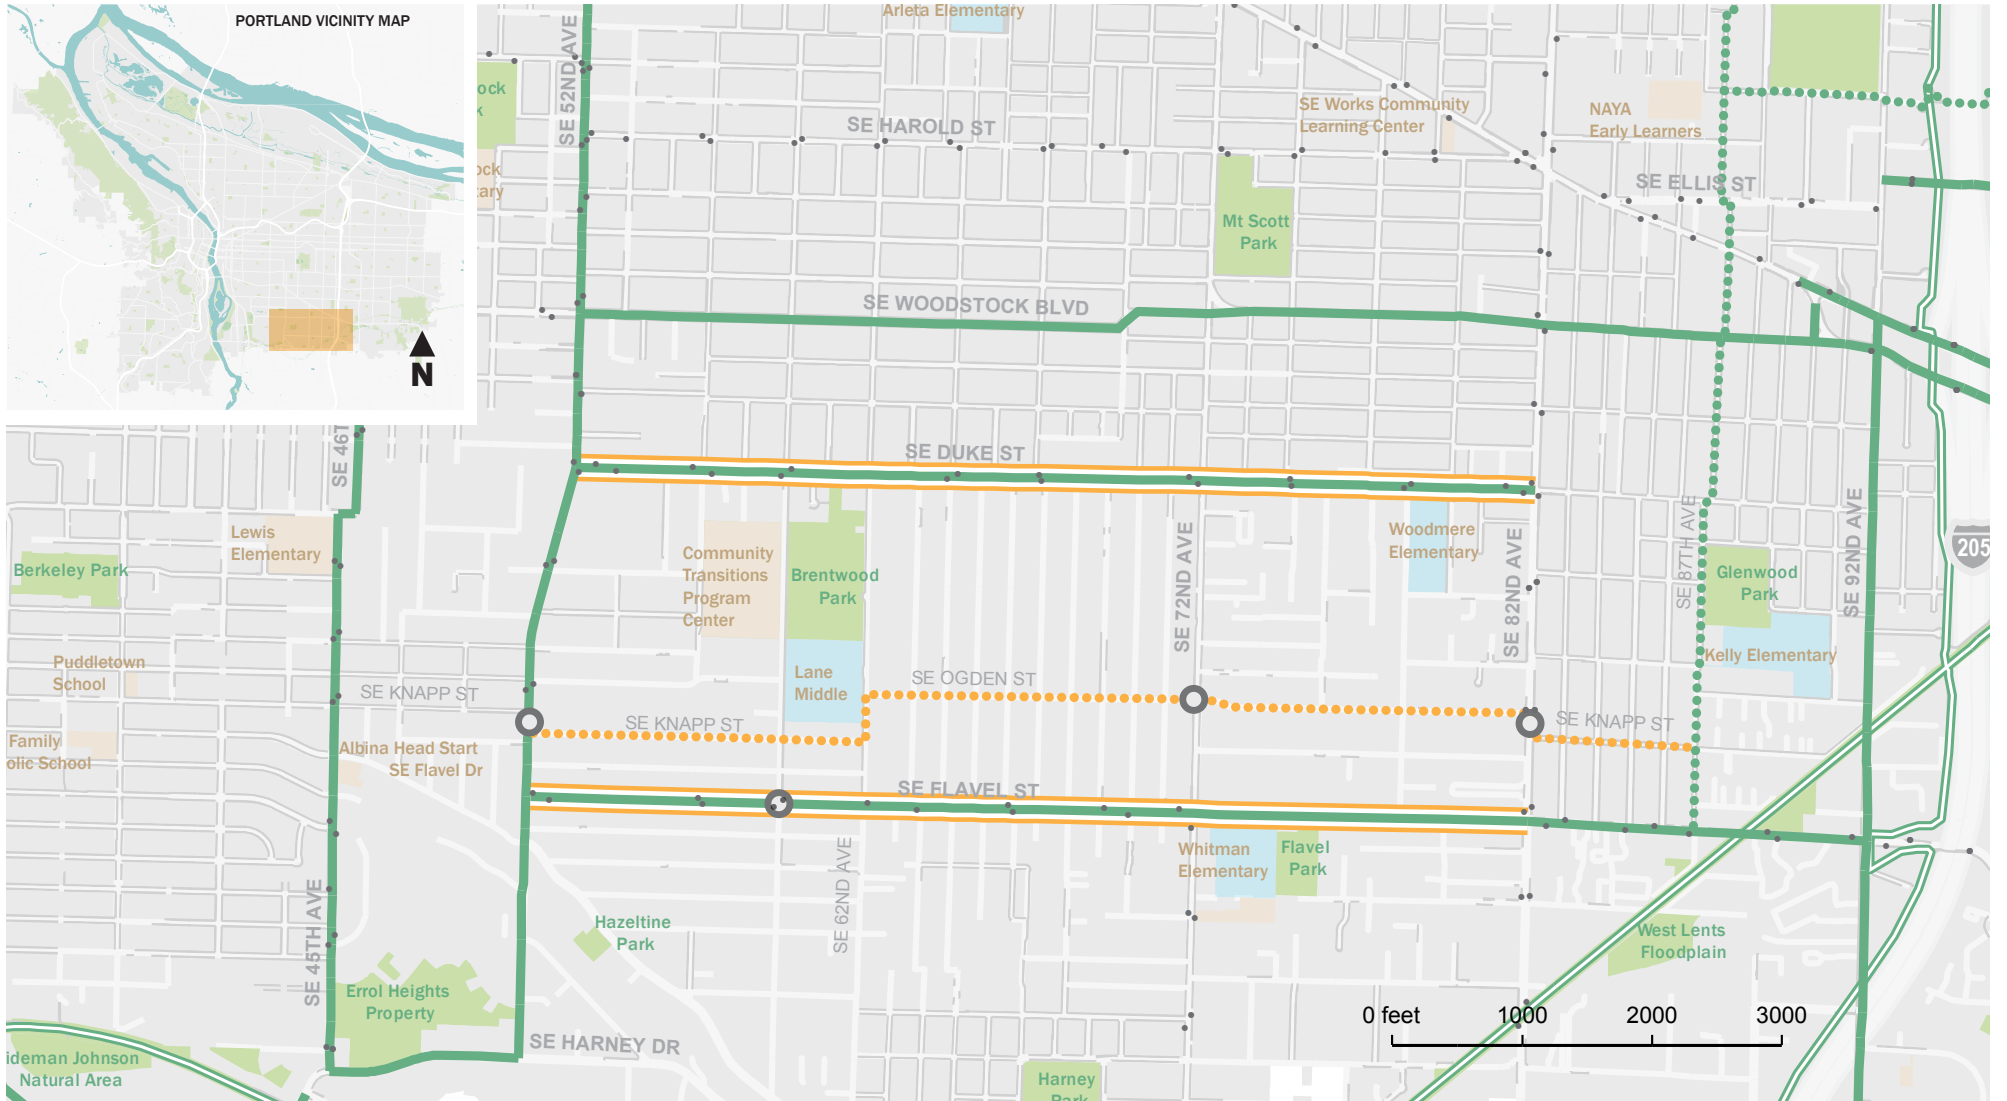 PORTLAND VICINITY MAP
N
Arleta Elementary
SE 52ND AVE
ock
k
ock
tary
SE HAROLD ST
SE Works Community
Learning Center
NAYA
Early Learners
SE ELLIS ST
Mt Scott
Park
SE WOODSTOCK BLVD
SE 46T
SE DUKE ST
Lewis
Elementary
Berkeley Park
Community
Transitions
Program
Center
Brentwood
Park
SE 72ND AVE
Woodmere
Elementary
SE 82ND AVE
SE 87TH AVE
Glenwood
Park
SE 92ND AVE
205
Kelly Elementary
Puddletown
School
SE KNAPP ST
Lane
Middle
SE OGDEN ST
SE KNAPP ST
SE KNAPP ST
Family
olic School
Albina Head Start
SE Flavel Dr
SE FLAVEL ST
SE 62ND AVE
Whitman
Elementary
Flavel
Park
SE 45TH AVE
Hazeltine
Park
West Lents
Floodplain
Errol Heights
Property
SE HARNEY DR
0 feet 1000 2000 3000
ideman Johnson
Natural Area
Harney
Park